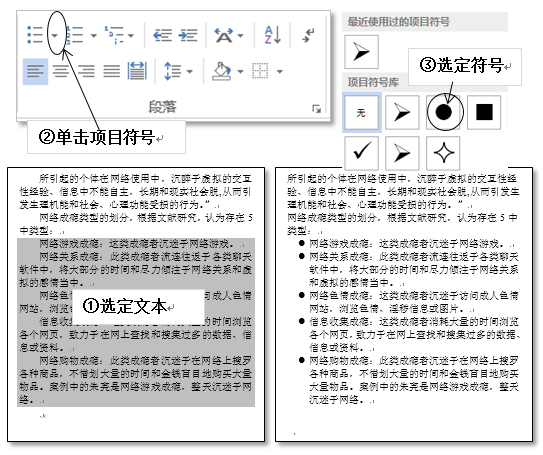 最近使用过的项目符号
③选定符号
项目符号库
无
段落
②单击项目符号
所引起的个体在网络使用中，沉醉于虚拟的交互
性经验、信息中不能自主，长期和现实社会脱,从而引
发生理机能和社会、心理功能受损的行为。”
网络成瘾类型的划分，根据文献研究，认为存在 5
中类型：
网络游戏成瘾：这类成瘾者沉迷于网络游戏。
网络关系成瘾：此类成瘾者流连往返于各类聊天
软件中，将大部分的时间和尽力倾注于网络关系和虚
拟的感情当中。
网络色
问成人色情
网站，浏览
①选定文本
信息收
量的时间浏览
各个网页，致力于在网上查找和搜集过多的数据、信
息或资料。
网络购物成瘾：此类成瘾者沉迷于在网络上搜罗
各种商品，不惜划大量的时间和金钱盲目地购买大量
物品。案例中的朱亮是网络游戏成瘾，整天沉迷于网
络。
所引起的个体在网络使用中，沉醉于虚拟的交互
性经验、信息中不能自主，长期和现实社会脱,从而引
发生理机能和社会、心理功能受损的行为。”
网络成瘾类型的划分，根据文献研究，认为存在 5 中
类型：
● 网络游戏成瘾：这类成瘾者沉迷于网络游戏。
● 网络关系成瘾：此类成瘾者流连往返于各类聊天
软件中，将大部分的时间和尽力倾注于网络关系
和虚拟的感情当中。
● 网络色情成瘾：这类成瘾者沉迷于访问成人色情
网站，浏览色情、淫秽信息或图片。
● 信息收集成瘾：这类成瘾者消耗大量的时间浏览
各个网页，致力于在网上查找和搜集过多的数据、
信息或资料。
● 网络购物成瘾：此类成瘾者沉迷于在网络上搜罗
各种商品，不惜划大量的时间和金钱盲目地购买
大量物品。案例中的朱亮是网络游戏成瘾，整天
沉迷于网络。